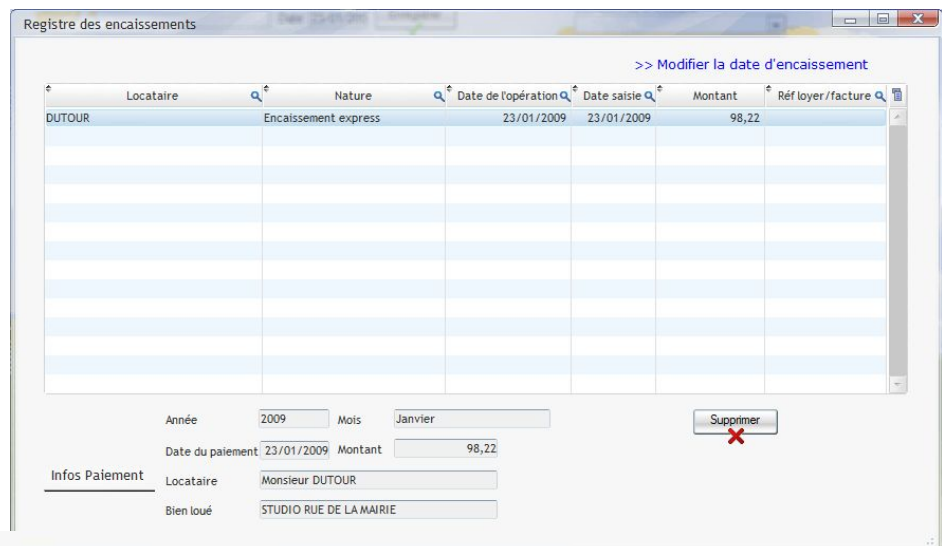 Registre des encaissements
>> Modifier la date d'encaissement
Locataire Nature Date de l'opération Date saisie Montant Réf loyer/facture
DUTOUR Encaissement express 23/01/2009 23/01/2009 98,22
Année 2009 Mois Janvier Supprimer
Date du paiement 23/01/2009 Montant 98,22
Infos Paiement
Locataire Monsieur DUTOUR
Bien loué STUDIO RUE DE LA MAIRIE